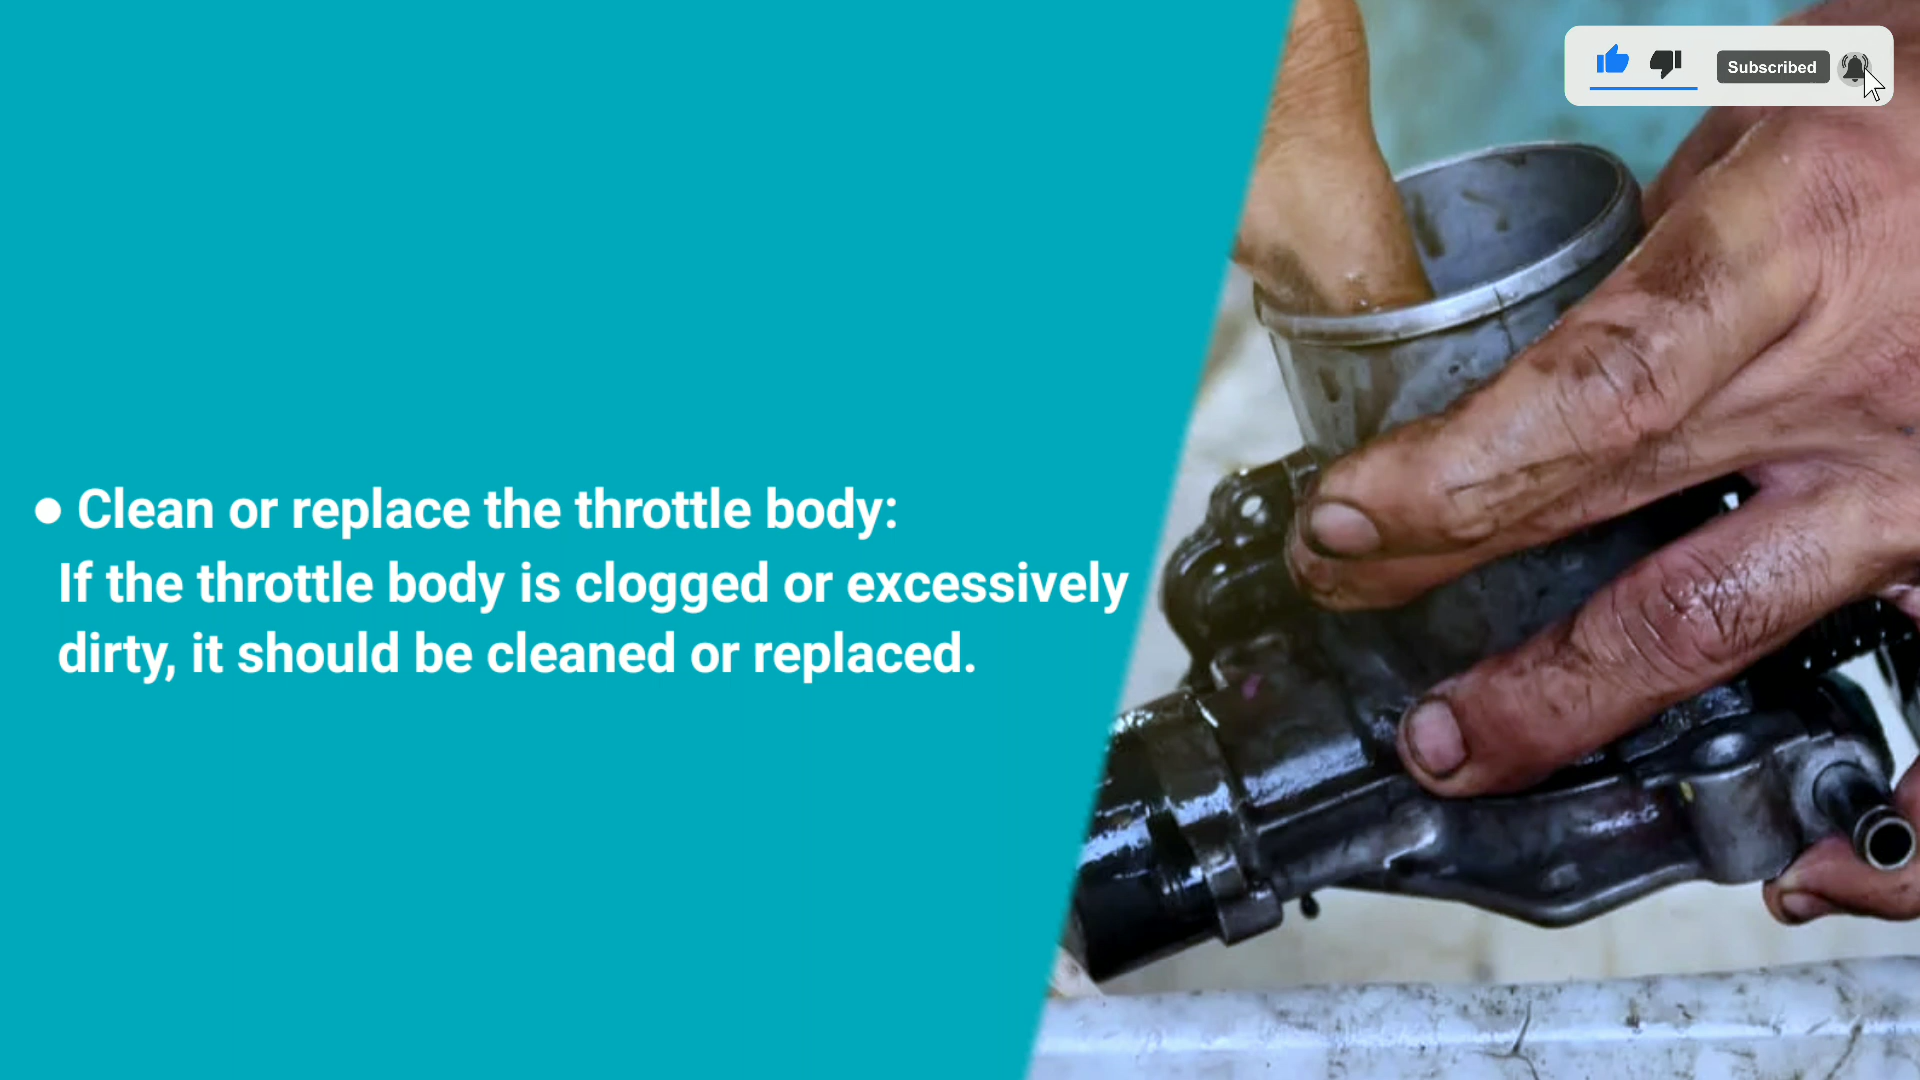 Subscribed
● Clean or replace the throttle body:
If the throttle body is clogged or excessively
dirty, it should be cleaned or replaced.